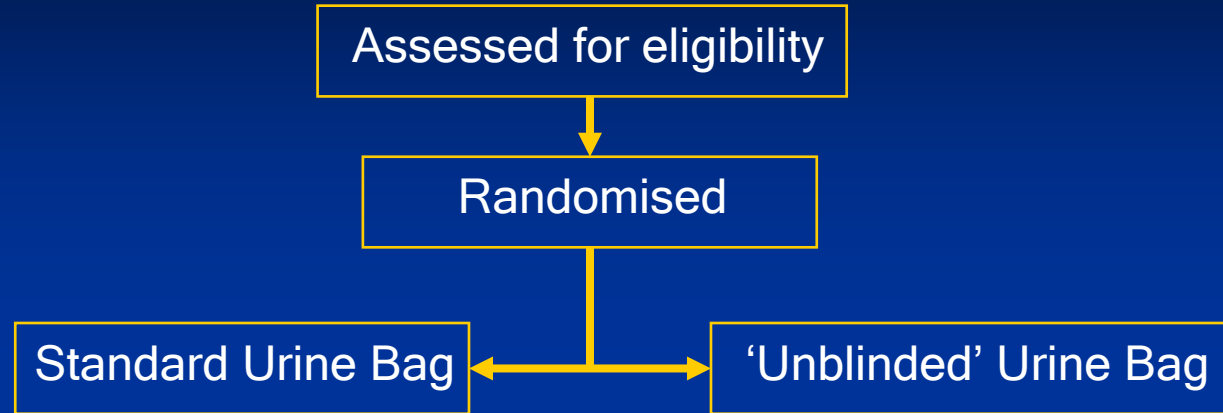 Assessed for eligibility
Randomised
Standard Urine Bag
‘Unblinded’ Urine Bag